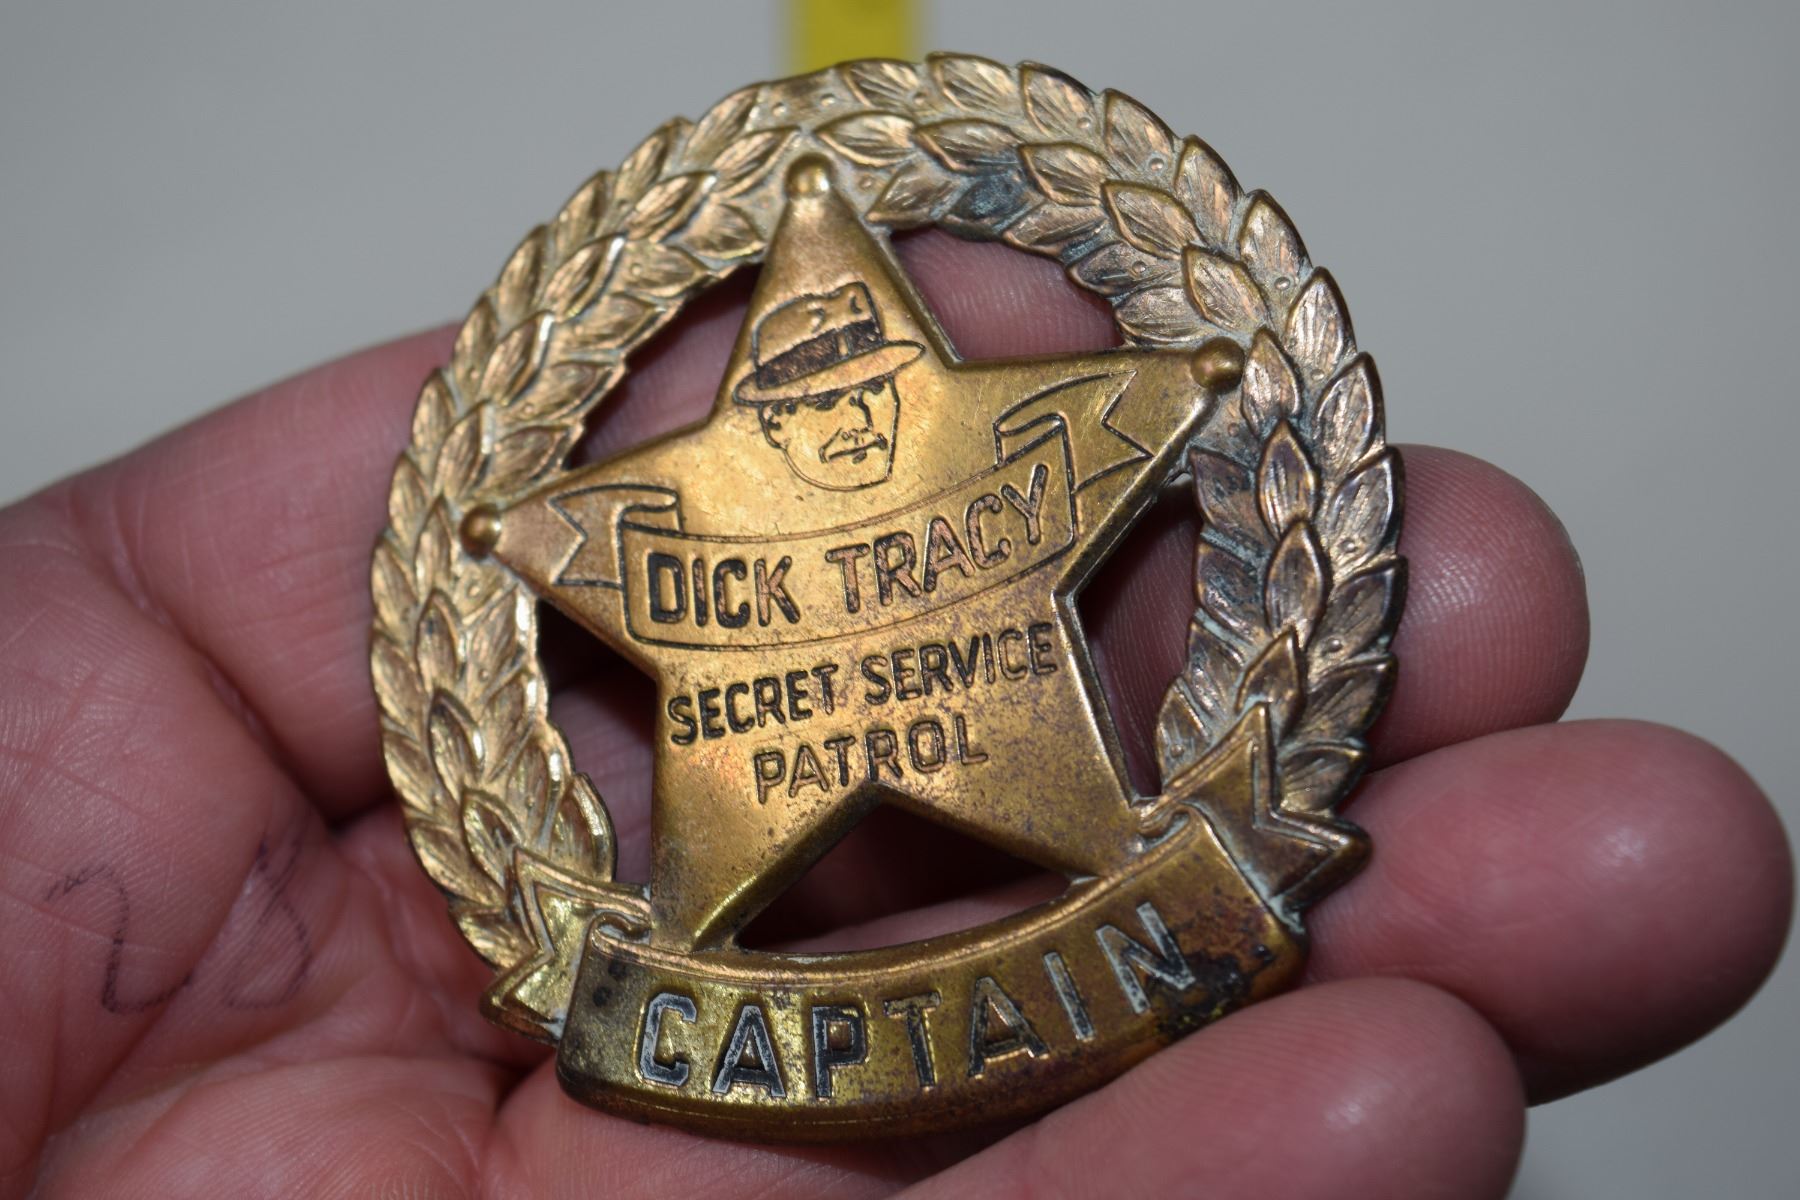 DICK TRACY
SECRET SERVICE
PATROL
CAPTAIN